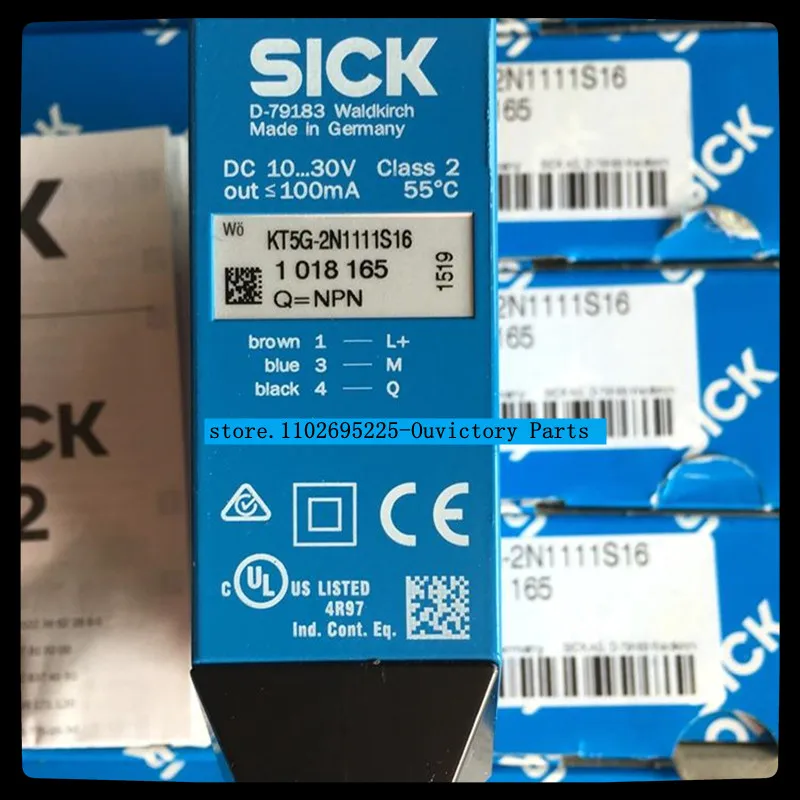 SICK
D-79183 Waldkirch
Made in Germany
DC 10...30V Class 2
out ≤ 100mA 55°C
Wö
KT5G-2N1111S16
1 018 165
Q=NPN
1519
brown 1 — L+
blue 3 — M
black 4 — Q
store.1102695225-Ouvictory Parts
CE
C UL US LISTED
4R97
Ind. Cont. Eq.
CK
ICK
2
-2N1111S16
165
SICK
2N1111S16
165
SICK
-2N1111S16
165
SICK